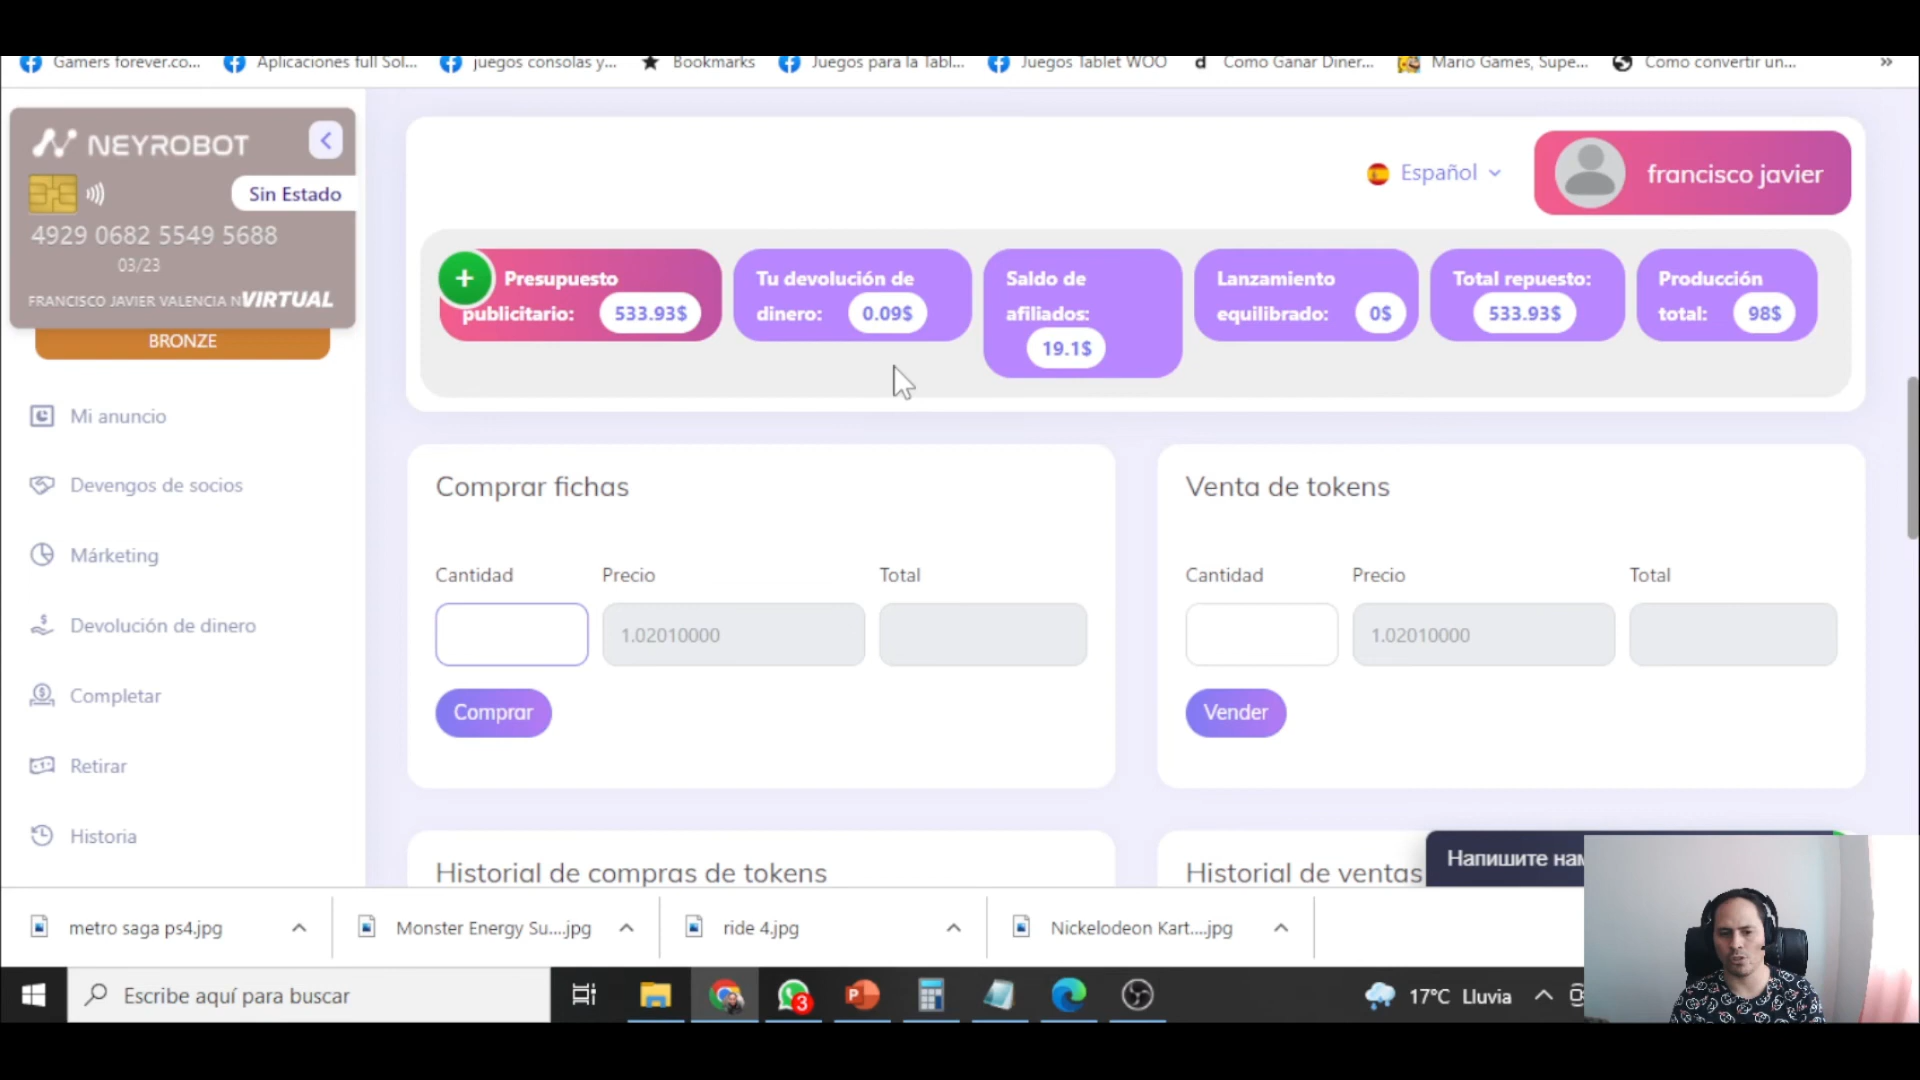 Gamers forever.co...
Aplicaciones full Sol...
juegos consolas y...
Bookmarks
Juegos para la Tabl...
Juegos Tablet WOO
d
Como Ganar Diner...
Mario Games, Supe...
Como convertir un...
»
NEYROBOT
Sin Estado
4929 0682 5549 5688
03/23
FRANCISCO JAVIER VALENCIA N
VIRTUAL
BRONZE
Mi anuncio
Devengos de socios
Márketing
Devolución de dinero
Completar
Retirar
Historia
Español
francisco javier
Presupuesto
publicitario: 533.93$
Tu devolución de
dinero: 0.09$
Saldo de
afiliados:
19.1$
Lanzamiento
equilibrado: 0$
Total repuesto:
533.93$
Producción
total: 98$
Comprar fichas
Cantidad Precio Total
1.02010000
Comprar
Venta de tokens
Cantidad Precio Total
1.02010000
Vender
Historial de compras de tokens
Historial de ventas
Напишите
metro saga ps4.jpg
Monster Energy Su....jpg
ride 4.jpg
Nickelodeon Kart....jpg
Escribe aquí para buscar
3
17°C Lluvia